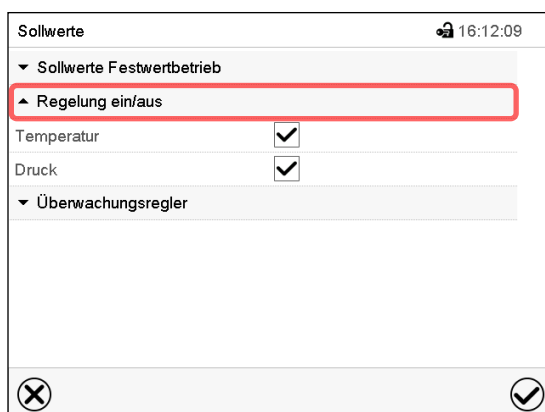 Sollwerte 16:12:09
Sollwerte Festwertbetrieb
Regelung ein/aus
Temperatur
Druck
Überwachungsregler